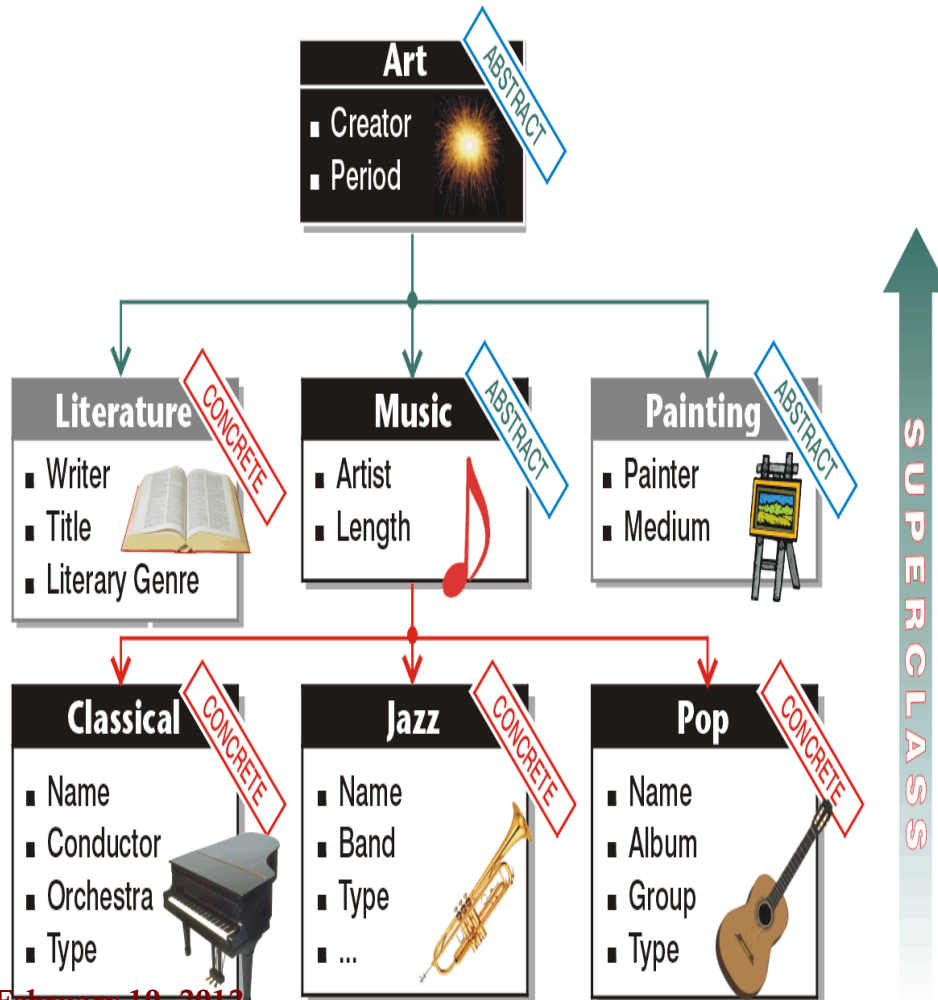 Art
ABSTRACT
▪ Creator
▪ Period
Literature
CONCRETE
▪ Writer
▪ Title
▪ Literary Genre
Music
ABSTRACT
▪ Artist
▪ Length
Painting
ABSTRACT
▪ Painter
▪ Medium
Classical
CONCRETE
▪ Name
▪ Conductor
▪ Orchestra
▪ Type
Jazz
CONCRETE
▪ Name
▪ Band
▪ Type
▪ ...
Pop
CONCRETE
▪ Name
▪ Album
▪ Group
▪ Type
SUPERCLASS